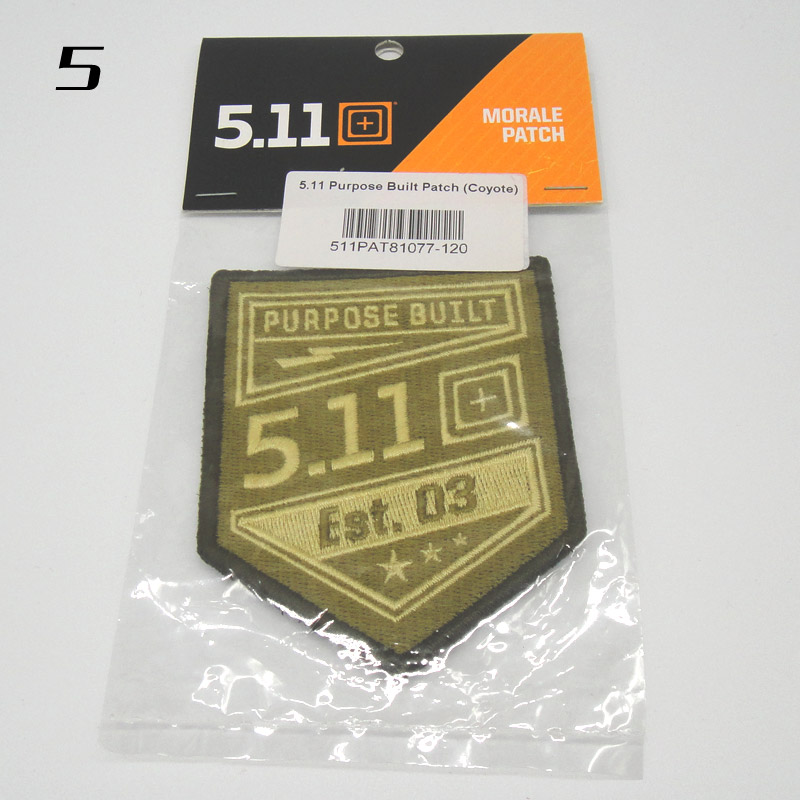 5
5.11
MORALE
PATCH
5.11 Purpose Built Patch (Coyote)
511PAT81077-120
PURPOSE BUILT
5.11
Est. 03